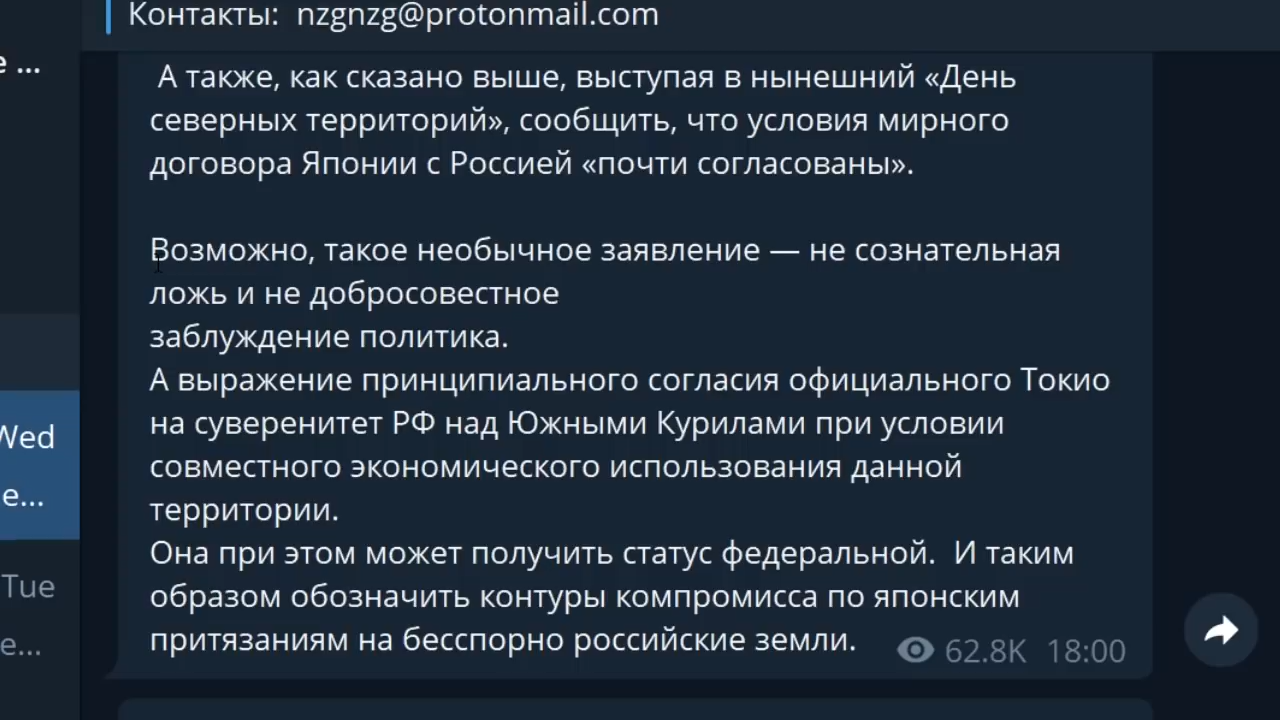 Контакты: nzgnzg@protonmail.com
е ...
А также, как сказано выше, выступая в нынешний «День
северных территорий», сообщить, что условия мирного
договора Японии с Россией «почти согласованы».
Возможно, такое необычное заявление — не сознательная
ложь и не добросовестное
заблуждение политика.
А выражение принципиального согласия официального Токио
на суверенитет РФ над Южными Курилами при условии
совместного экономического использования данной
территории.
Она при этом может получить статус федеральной. И таким
образом обозначить контуры компромисса по японским
притязаниям на бесспорно российские земли.
62.8K 18:00
Wed
е...
Tue
е...